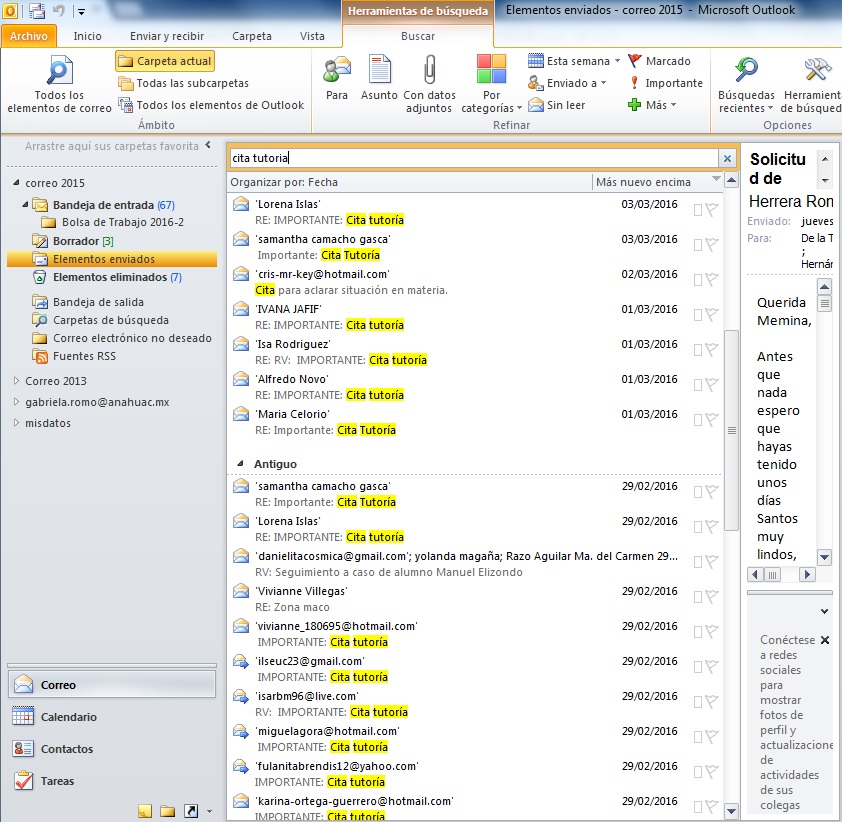 Herramientas de búsqueda
Elementos enviados - correo 2015 - Microsoft Outlook
Archivo Inicio Enviar y recibir Carpeta Vista Buscar
Todos los elementos de correo
Carpeta actual
Todas las subcarpetas
Todos los elementos de Outlook
Ámbito
Para
Asunto
Con datos adjuntos
Por categorías
Esta semana
Enviado a
Sin leer
Marcado
Importante
Más
Refinar
Búsquedas recientes
Herramient
de búsqued
Opciones
Arrastre aquí sus carpetas favorita
correo 2015
Bandeja de entrada (67)
Bolsa de Trabajo 2016-2
Borrador [3]
Elementos enviados
Elementos eliminados (7)
Bandeja de salida
Carpetas de búsqueda
Correo electrónico no deseado
Fuentes RSS
Correo 2013
gabriela.romo@anahuac.mx
misdatos
Correo
Calendario
Contactos
Tareas
cita tutoria
Organizar por: Fecha Más nuevo encima
'Lorena Islas' 03/03/2016
RE: IMPORTANTE: Cita tutoría
'samantha camacho gasca' 03/03/2016
Importante: Cita Tutoría
'cris-mr-key@hotmail.com' 02/03/2016
Cita para aclarar situación en materia.
'IVANA JAFIF' 01/03/2016
RE: IMPORTANTE: Cita tutoría
'Isa Rodriguez' 01/03/2016
RE: RV: IMPORTANTE: Cita tutoría
'Alfredo Novo' 01/03/2016
RE: IMPORTANTE: Cita tutoría
'Maria Celorio' 01/03/2016
RE: Importante: Cita Tutoría
Antiguo
'samantha camacho gasca' 29/02/2016
RE: Importante: Cita Tutoría
'Lorena Islas' 29/02/2016
RE: IMPORTANTE: Cita tutoría
'danielitacosmica@gmail.com'; yolanda magaña; Razo Aguilar Ma. del Carmen 29...
RV: Seguimiento a caso de alumno Manuel Elizondo
'Vivianne Villegas' 29/02/2016
RE: Zona maco
'vivianne_180695@hotmail.com' 29/02/2016
IMPORTANTE: Cita tutoría
'ilseuc23@gmail.com' 29/02/2016
IMPORTANTE: Cita tutoría
'isarbm96@live.com' 29/02/2016
RV: IMPORTANTE: Cita tutoría
'miguelagora@hotmail.com' 29/02/2016
IMPORTANTE: Cita tutoría
'fulanitabrendis12@yahoo.com' 29/02/2016
IMPORTANTE: Cita tutoría
'karina-ortega-guerrero@hotmail.com' 29/02/2016
IMPORTANTE: Cita tutoría
Solicitu
d de
Herrera Ron
Enviado: jueves
Para: De la T
;
Hernár
Querida
Memina,
Antes
que
nada
espero
que
hayas
tenido
unos
días
Santos
muy
lindos,
Conéctese
a redes
sociales
para
mostrar
fotos de
perfil y
actualizacione
de
actividades
de sus
colegas